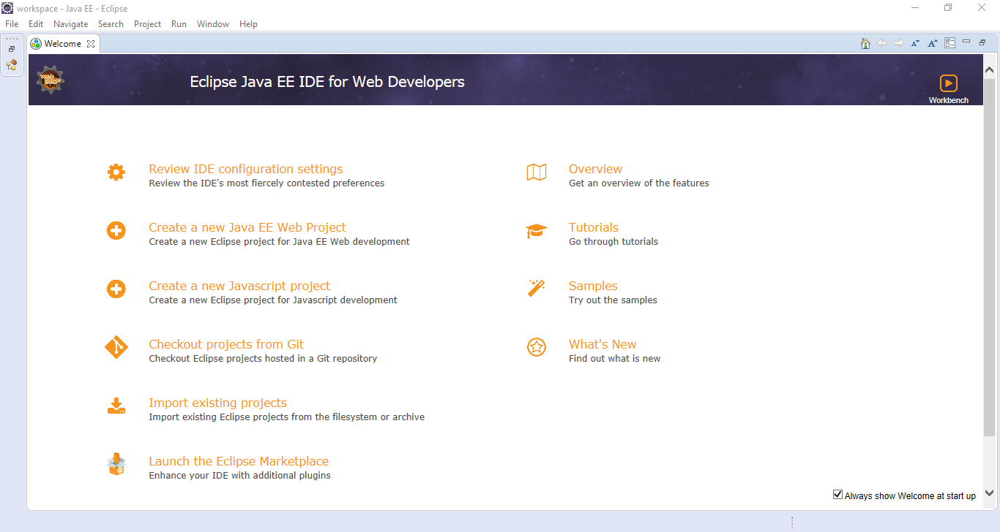 workspace - Java EE - Eclipse
File Edit Navigate Search Project Run Window Help
Welcome
Eclipse Java EE IDE for Web Developers
Workbench
Review IDE configuration settings
Review the IDE's most fiercely contested preferences
Create a new Java EE Web Project
Create a new Eclipse project for Java EE Web development
Create a new Javascript project
Create a new Eclipse project for Javascript development
Checkout projects from Git
Checkout Eclipse projects hosted in a Git repository
Import existing projects
Import existing Eclipse projects from the filesystem or archive
Launch the Eclipse Marketplace
Enhance your IDE with additional plugins
Overview
Get an overview of the features
Tutorials
Go through tutorials
Samples
Try out the samples
What's New
Find out what is new
Always show Welcome at start up